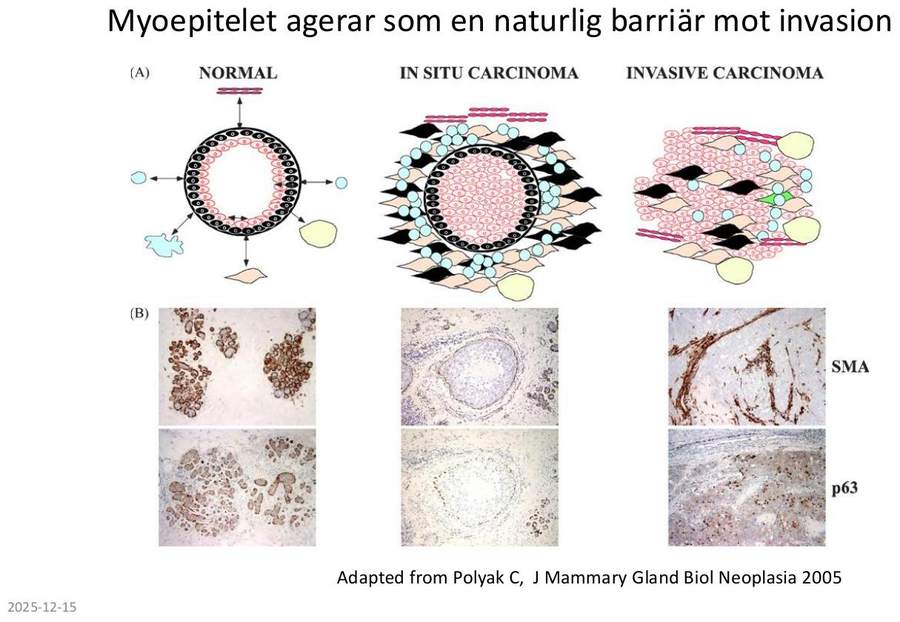 Myoepitelet agerar som en naturlig barriär mot invasion
(A) NORMAL IN SITU CARCINOMA INVASIVE CARCINOMA
(B)
SMA
p63
Adapted from Polyak C, J Mammary Gland Biol Neoplasia 2005
2025-12-15